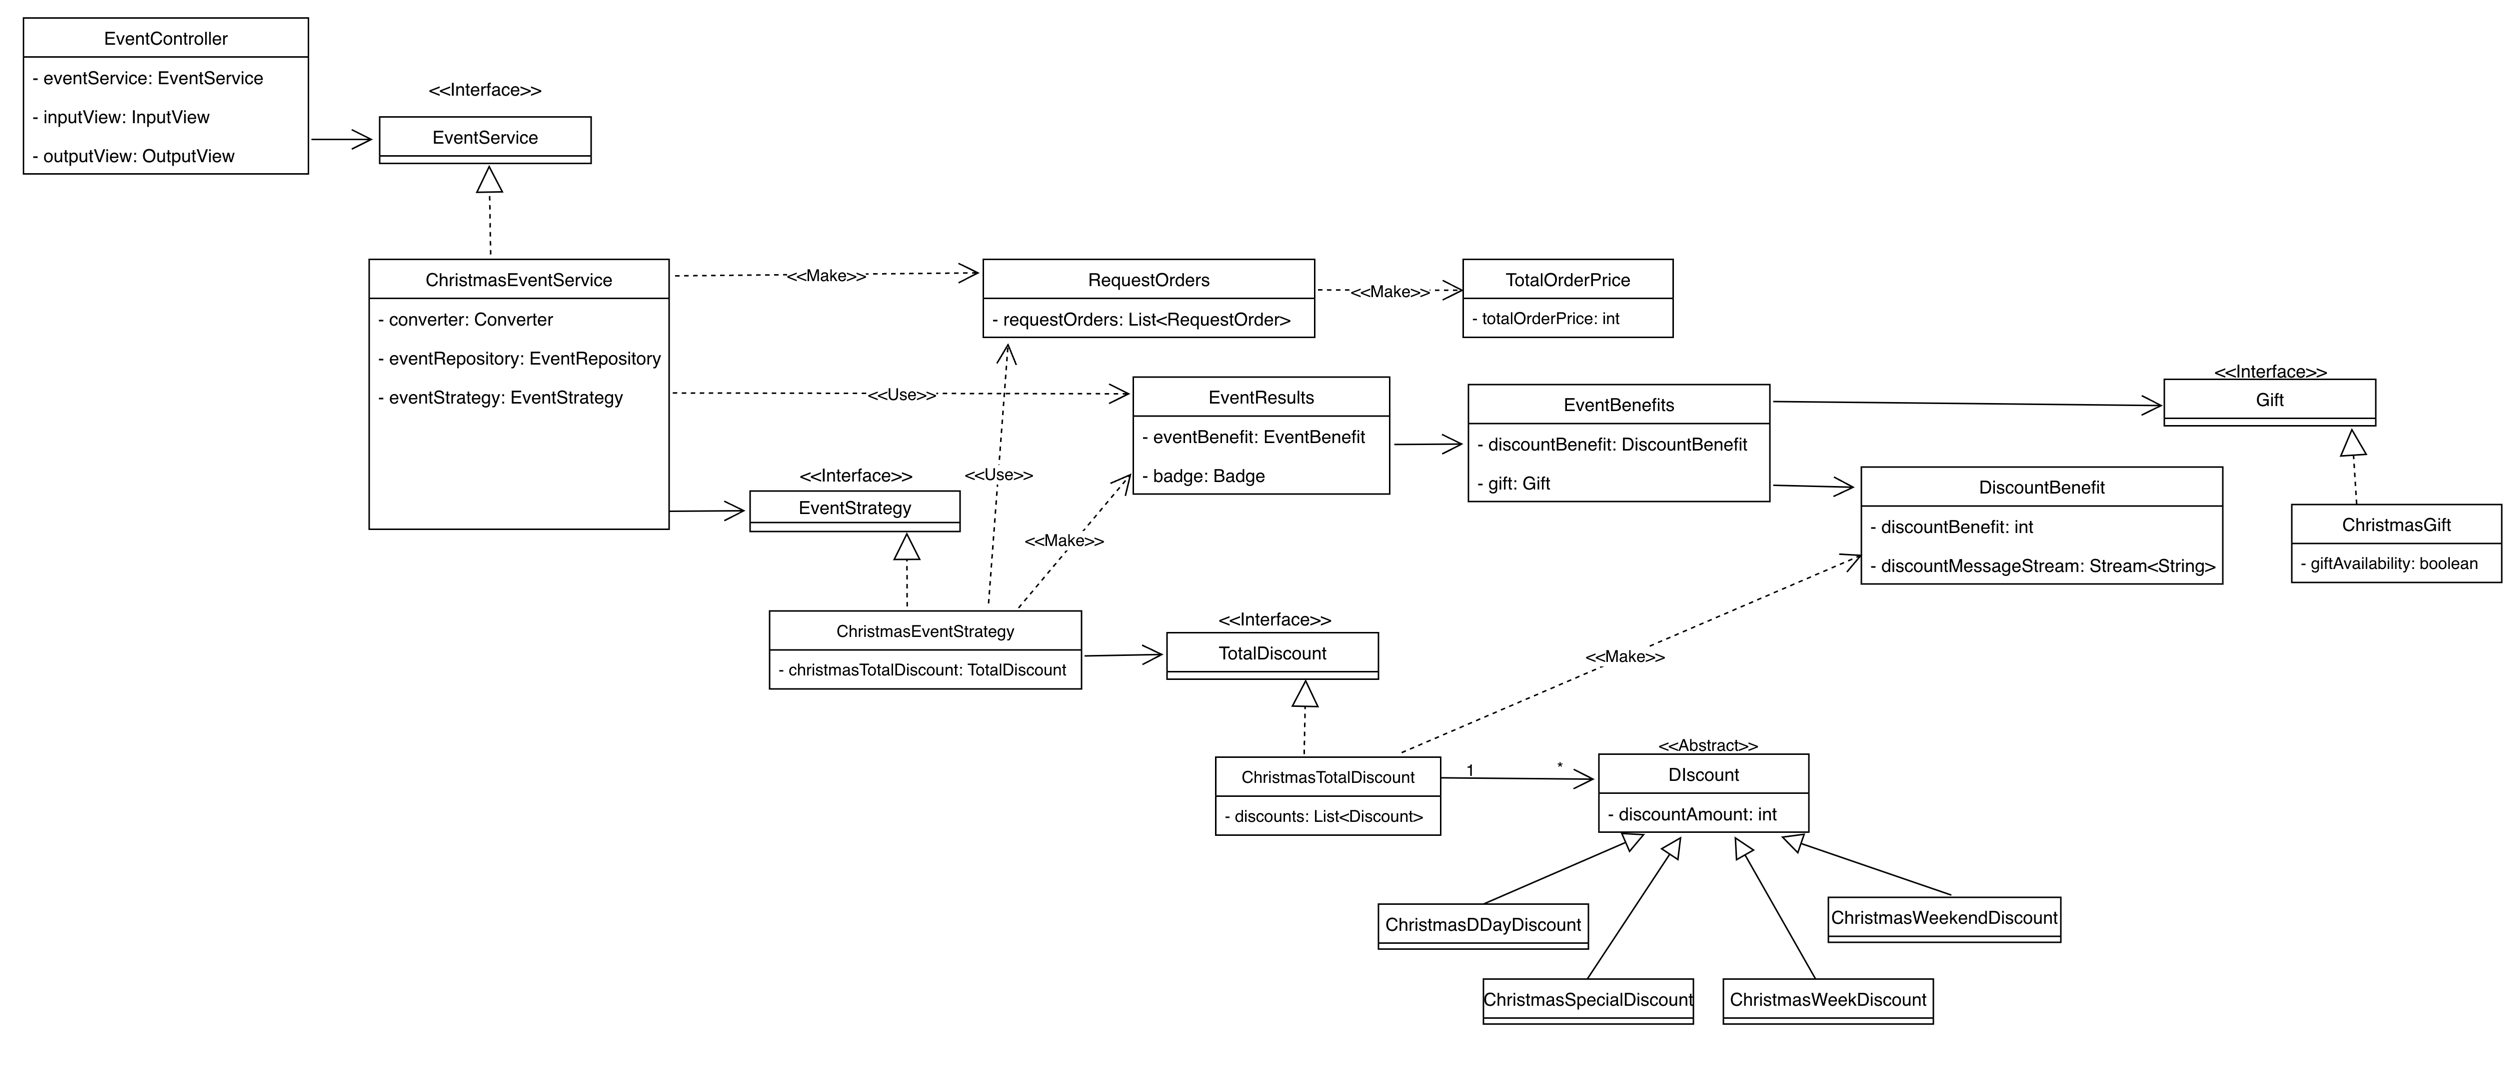 EventController
- eventService: EventService
- inputView: InputView
- outputView: OutputView
<<Interface>>
EventService
ChristmasEventService
- converter: Converter
- eventRepository: EventRepository
- eventStrategy: EventStrategy
<<Make>>
RequestOrders
- requestOrders: List<RequestOrder>
<<Make>>
TotalOrderPrice
- totalOrderPrice: int
<<Use>>
EventResults
- eventBenefit: EventBenefit
- badge: Badge
EventBenefits
- discountBenefit: DiscountBenefit
- gift: Gift
<<Interface>>
Gift
DiscountBenefit
- discountBenefit: int
- discountMessageStream: Stream<String>
ChristmasGift
- giftAvailability: boolean
<<Interface>>
EventStrategy
<<Use>>
<<Make>>
ChristmasEventStrategy
- christmasTotalDiscount: TotalDiscount
<<Interface>>
TotalDiscount
<<Make>>
ChristmasTotalDiscount
- discounts: List<Discount>
1
*
<<Abstract>>
DIscount
- discountAmount: int
ChristmasDDayDiscount
ChristmasWeekendDiscount
ChristmasSpecialDiscount
ChristmasWeekDiscount